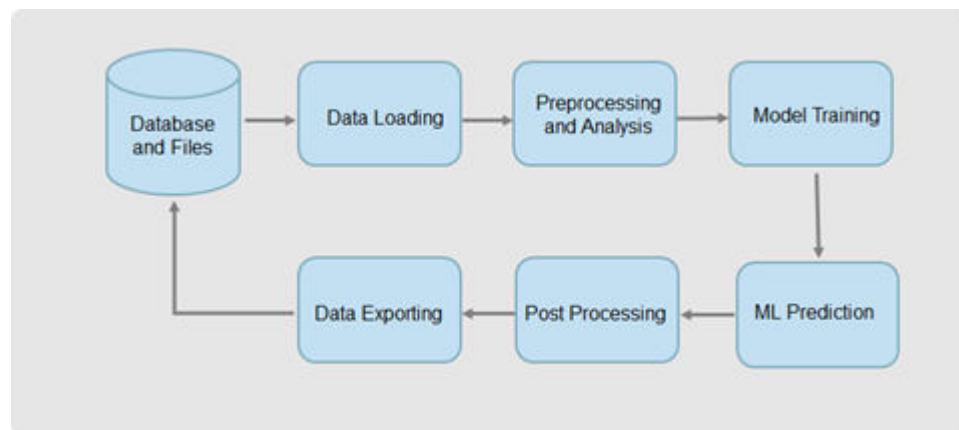 Database
and Files
Data Loading
Preprocessing
and Analysis
Model Training
ML Prediction
Post Processing
Data Exporting